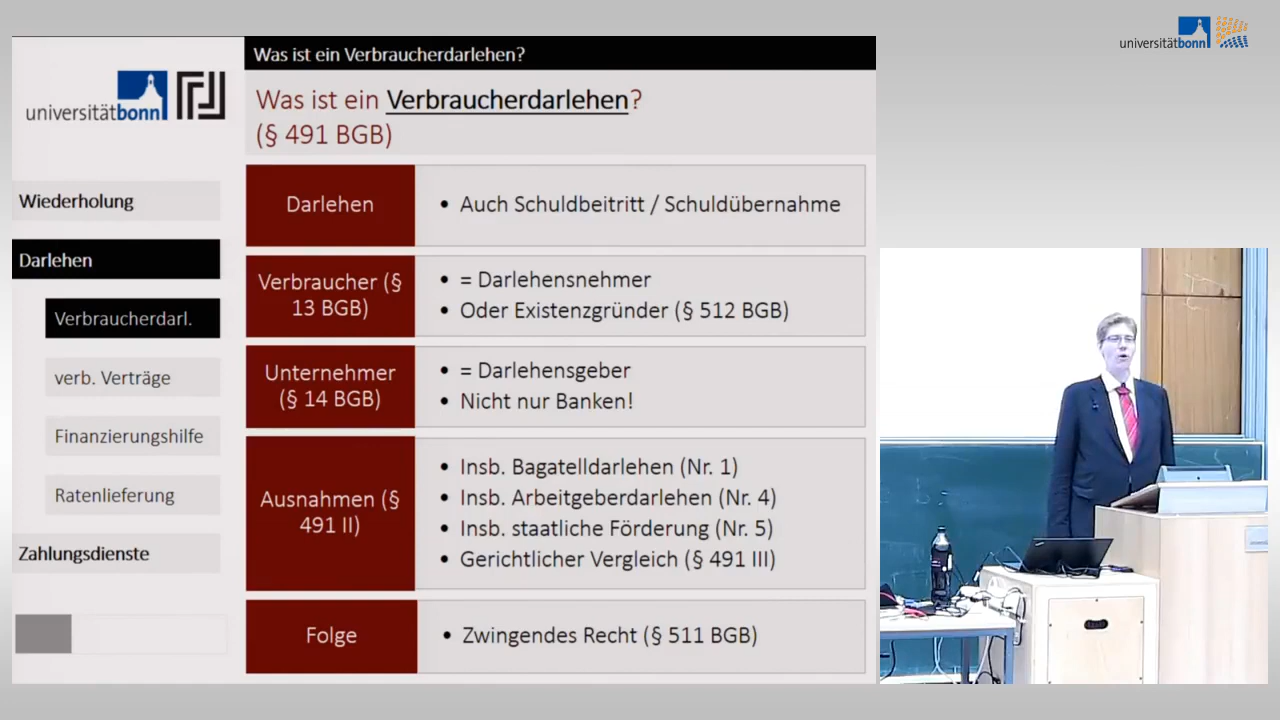 universitätbonn
Was ist ein Verbraucherdarlehen?
universitätbonn
Was ist ein Verbraucherdarlehen?
(§ 491 BGB)
Wiederholung
Darlehen
Verbraucherdarl.
verb. Verträge
Finanzierungshilfe
Ratenlieferung
Zahlungsdienste
Darlehen
• Auch Schuldbeitritt / Schuldübernahme
Verbraucher (§
13 BGB)
• = Darlehensnehmer
• Oder Existenzgründer (§ 512 BGB)
Unternehmer
(§ 14 BGB)
• = Darlehensgeber
• Nicht nur Banken!
Ausnahmen (§
491 II)
• Insb. Bagatelldarlehen (Nr. 1)
• Insb. Arbeitgeberdarlehen (Nr. 4)
• Insb. staatliche Förderung (Nr. 5)
• Gerichtlicher Vergleich (§ 491 III)
Folge
• Zwingendes Recht (§ 511 BGB)